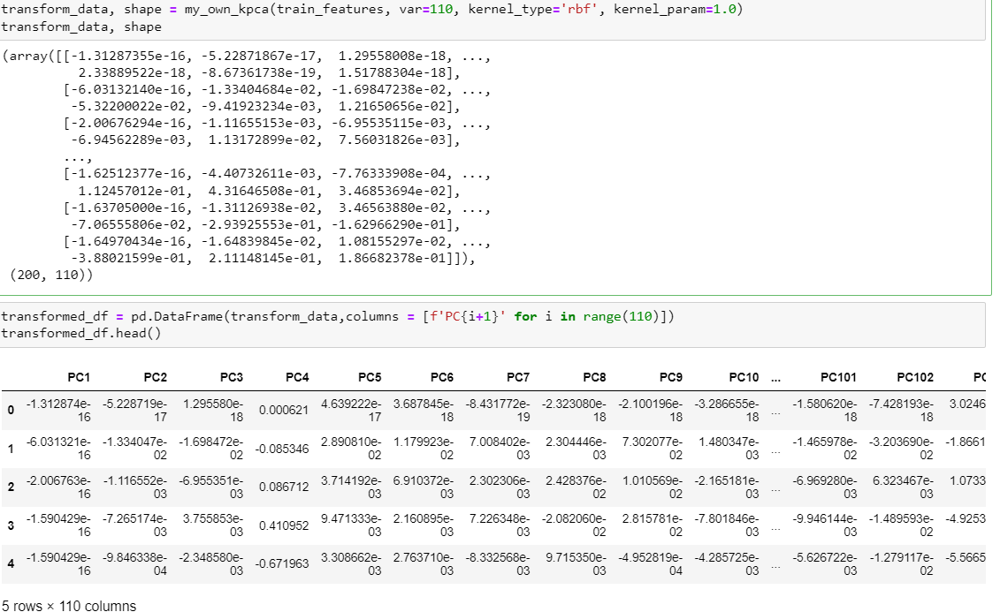 transform_data, shape = my_own_kpca(train_features, var=110, kernel_type='rbf', kernel_param=1.0)
transform_data, shape
(array([[-1.31287355e-16, -5.22871867e-17, 1.29558008e-18, ...,
2.33889522e-18, -8.67361738e-19, 1.51788304e-18],
[-6.03132140e-16, -1.33404684e-02, -1.69847238e-02, ...,
-5.32200022e-02, -9.41923234e-03, 1.21650656e-02],
[-2.00676294e-16, -1.11655153e-03, -6.95535115e-03, ...,
-6.94562289e-03, 1.13172899e-02, 7.56031826e-03],
...,
[-1.62512377e-16, -4.40732611e-03, -7.76333908e-04, ...,
1.12457012e-01, 4.31646508e-01, 3.46853694e-02],
[-1.63705000e-16, -1.31126938e-02, 3.46563880e-02, ...,
-7.06555806e-02, -2.93925553e-01, -1.62966290e-01],
[-1.64970434e-16, -1.64839845e-02, 1.08155297e-02, ...,
-3.88021599e-01, 2.11148145e-01, 1.86682378e-01]]),
(200, 110))
transformed_df = pd.DataFrame(transform_data,columns = [f'PC{i+1}' for i in range(110)])
transformed_df.head()
PC1 PC2 PC3 PC4 PC5 PC6 PC7 PC8 PC9 PC10 ... PC101 PC102 PC
0 -1.312874e- -5.228719e- 1.295580e- 0.000621 4.639222e- 3.687845e- -8.431772e- -2.323080e- -2.100196e- -3.286655e- ... -1.580620e- -7.428193e- 3.0246
16 17 18 17 18 19 18 18 18 18 18
1 -6.031321e- -1.334047e- -1.698472e- -0.085346 2.890810e- 1.179923e- 7.008402e- 2.304446e- 7.302077e- 1.480347e- ... -1.465978e- -3.203690e- -1.8661
16 02 02 02 02 03 03 02 03 02 02
2 -2.006763e- -1.116552e- -6.955351e- 0.086712 3.714192e- 6.910372e- 2.302306e- 2.428376e- 1.010569e- -2.165181e- ... -6.969280e- 6.323467e- 1.0733
16 03 03 03 03 03 02 02 03 03 03
3 -1.590429e- -7.265174e- 3.755853e- 0.410952 9.471333e- 2.160895e- 7.226348e- -2.082060e- 2.815781e- -7.801846e- ... -9.946144e- -1.489593e- -4.9253
16 03 03 03 03 03 02 02 03 03 02
4 -1.590429e- -9.846338e- -2.348580e- -0.671963 3.308662e- 2.763710e- -8.332568e- 9.715350e- -4.952819e- -4.285725e- ... -5.626722e- -1.279117e- -5.5665
16 04 03 03 03 03 03 04 03 03 02
5 rows × 110 columns